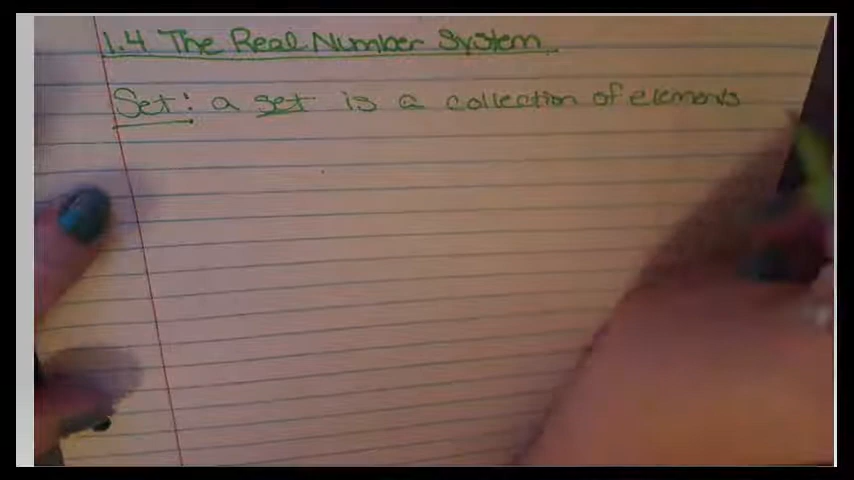 1.4 The Real Number System
Set: a set is a collection of elements